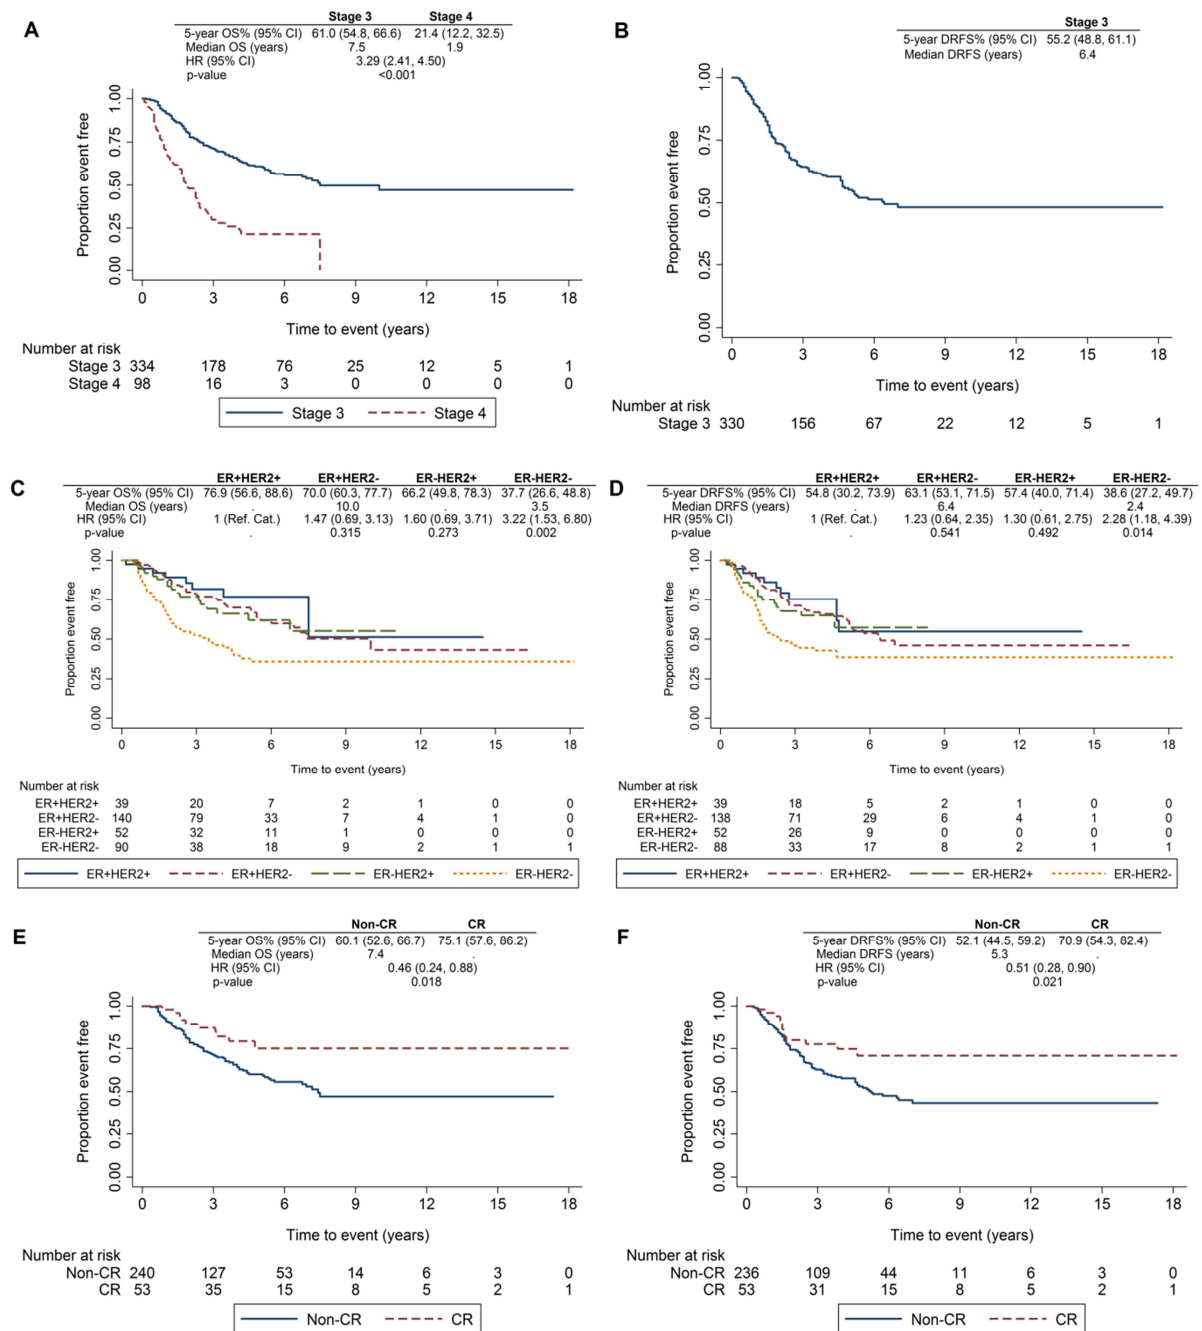 A
Stage 3 Stage 4
5-year OS% (95% CI) 61.0 (54.8, 66.6) 21.4 (12.2, 32.5)
Median OS (years) 7.5 1.9
HR (95% CI) 3.29 (2.41, 4.50)
p-value <0.001
Proportion event free
1.00
0.75
0.50
0.25
0.00
0 3 6 9 12 15 18
Time to event (years)
Number at risk
Stage 3 334 178 76 25 12 5 1
Stage 4 98 16 3 0 0 0 0
Stage 3 Stage 4
B
Stage 3
5-year DRFS% (95% CI) 55.2 (48.8, 61.1)
Median DRFS (years) 6.4
Proportion event free
1.00
0.75
0.50
0.25
0.00
0 3 6 9 12 15 18
Time to event (years)
Number at risk
Stage 3 330 156 67 22 12 5 1
C
ER+HER2+ ER+HER2- ER-HER2+ ER-HER2-
5-year OS% (95% CI) 76.9 (56.6, 88.6) 70.0 (60.3, 77.7) 66.2 (49.8, 78.3) 37.7 (26.6, 48.8)
Median OS (years) . 10.0 . 3.5
HR (95% CI) 1 (Ref. Cat.) 1.47 (0.69, 3.13) 1.60 (0.69, 3.71) 3.22 (1.53, 6.80)
p-value . 0.315 0.273 0.002
Proportion event free
1.00
0.75
0.50
0.25
0.00
0 3 6 9 12 15 18
Time to event (years)
Number at risk
ER+HER2+ 39 20 7 2 1 0 0
ER+HER2- 140 79 33 7 4 1 0
ER-HER2+ 52 32 11 1 0 0 0
ER-HER2- 90 38 18 9 2 1 1
ER+HER2+ ER+HER2- ER-HER2+ ER-HER2-
D
ER+HER2+ ER+HER2- ER-HER2+ ER-HER2-
5-year DRFS% (95% CI) 54.8 (30.2, 73.9) 63.1 (53.1, 71.5) 57.4 (40.0, 71.4) 38.6 (27.2, 49.7)
Median DRFS (years) . 6.4 . 2.4
HR (95% CI) 1 (Ref. Cat.) 1.23 (0.64, 2.35) 1.30 (0.61, 2.75) 2.28 (1.18, 4.39)
p-value . 0.541 0.492 0.014
Proportion event free
1.00
0.75
0.50
0.25
0.00
0 3 6 9 12 15 18
Time to event (years)
Number at risk
ER+HER2+ 39 18 5 2 1 0 0
ER+HER2- 138 71 29 6 4 1 0
ER-HER2+ 52 26 9 0 0 0 0
ER-HER2- 88 33 17 8 2 1 1
ER+HER2+ ER+HER2- ER-HER2+ ER-HER2-
E
Non-CR CR
5-year OS% (95% CI) 60.1 (52.6, 66.7) 75.1 (57.6, 86.2)
Median OS (years) 7.4 .
HR (95% CI) 0.46 (0.24, 0.88)
p-value 0.018
Proportion event free
1.00
0.75
0.50
0.25
0.00
0 3 6 9 12 15 18
Time to event (years)
Number at risk
Non-CR 240 127 53 14 6 3 0
CR 53 35 15 8 5 2 1
Non-CR CR
F
Non-CR CR
5-year DRFS% (95% CI) 52.1 (44.5, 59.2) 70.9 (54.3, 82.4)
Median DRFS (years) 5.3 .
HR (95% CI) 0.51 (0.28, 0.90)
p-value 0.021
Proportion event free
1.00
0.75
0.50
0.25
0.00
0 3 6 9 12 15 18
Time to event (years)
Number at risk
Non-CR 236 109 44 11 6 3 0
CR 53 31 15 8 5 2 1
Non-CR CR